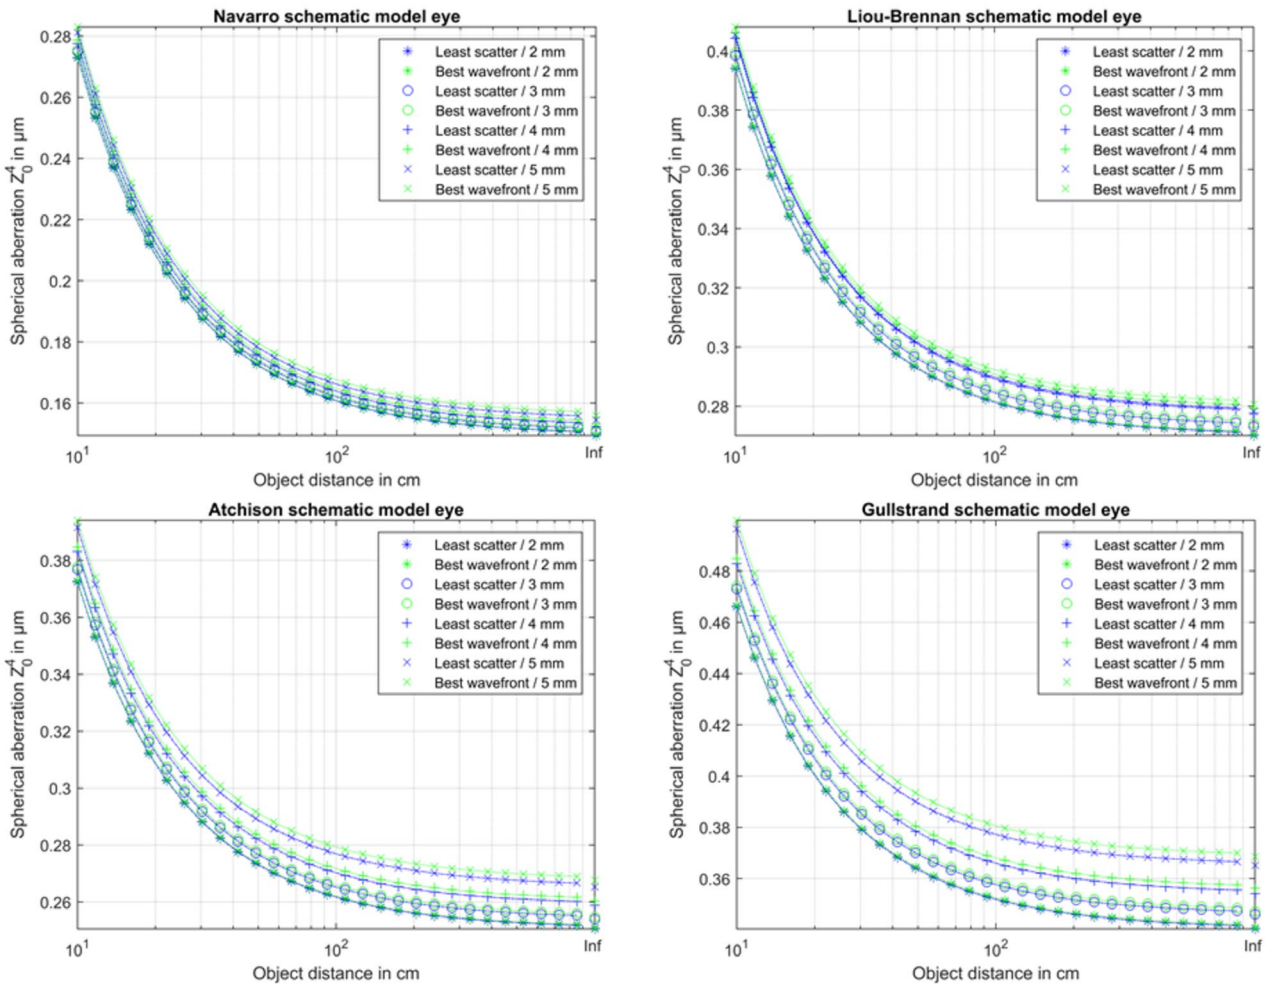 Navarro schematic model eye
Spherical aberration Z₀⁴ in µm
0.28
0.26
0.24
0.22
0.2
0.18
0.16
Least scatter / 2 mm
Best wavefront / 2 mm
Least scatter / 3 mm
Best wavefront / 3 mm
Least scatter / 4 mm
Best wavefront / 4 mm
Least scatter / 5 mm
Best wavefront / 5 mm
10¹ 10² Inf
Object distance in cm
Liou-Brennan schematic model eye
Spherical aberration Z₀⁴ in µm
0.4
0.38
0.36
0.34
0.32
0.3
0.28
Least scatter / 2 mm
Best wavefront / 2 mm
Least scatter / 3 mm
Best wavefront / 3 mm
Least scatter / 4 mm
Best wavefront / 4 mm
Least scatter / 5 mm
Best wavefront / 5 mm
10¹ 10² Inf
Object distance in cm
Atchison schematic model eye
Spherical aberration Z₀⁴ in µm
0.38
0.36
0.34
0.32
0.3
0.28
0.26
Least scatter / 2 mm
Best wavefront / 2 mm
Least scatter / 3 mm
Best wavefront / 3 mm
Least scatter / 4 mm
Best wavefront / 4 mm
Least scatter / 5 mm
Best wavefront / 5 mm
10¹ 10² Inf
Object distance in cm
Gullstrand schematic model eye
Spherical aberration Z₀⁴ in µm
0.48
0.46
0.44
0.42
0.4
0.38
0.36
Least scatter / 2 mm
Best wavefront / 2 mm
Least scatter / 3 mm
Best wavefront / 3 mm
Least scatter / 4 mm
Best wavefront / 4 mm
Least scatter / 5 mm
Best wavefront / 5 mm
10¹ 10² Inf
Object distance in cm